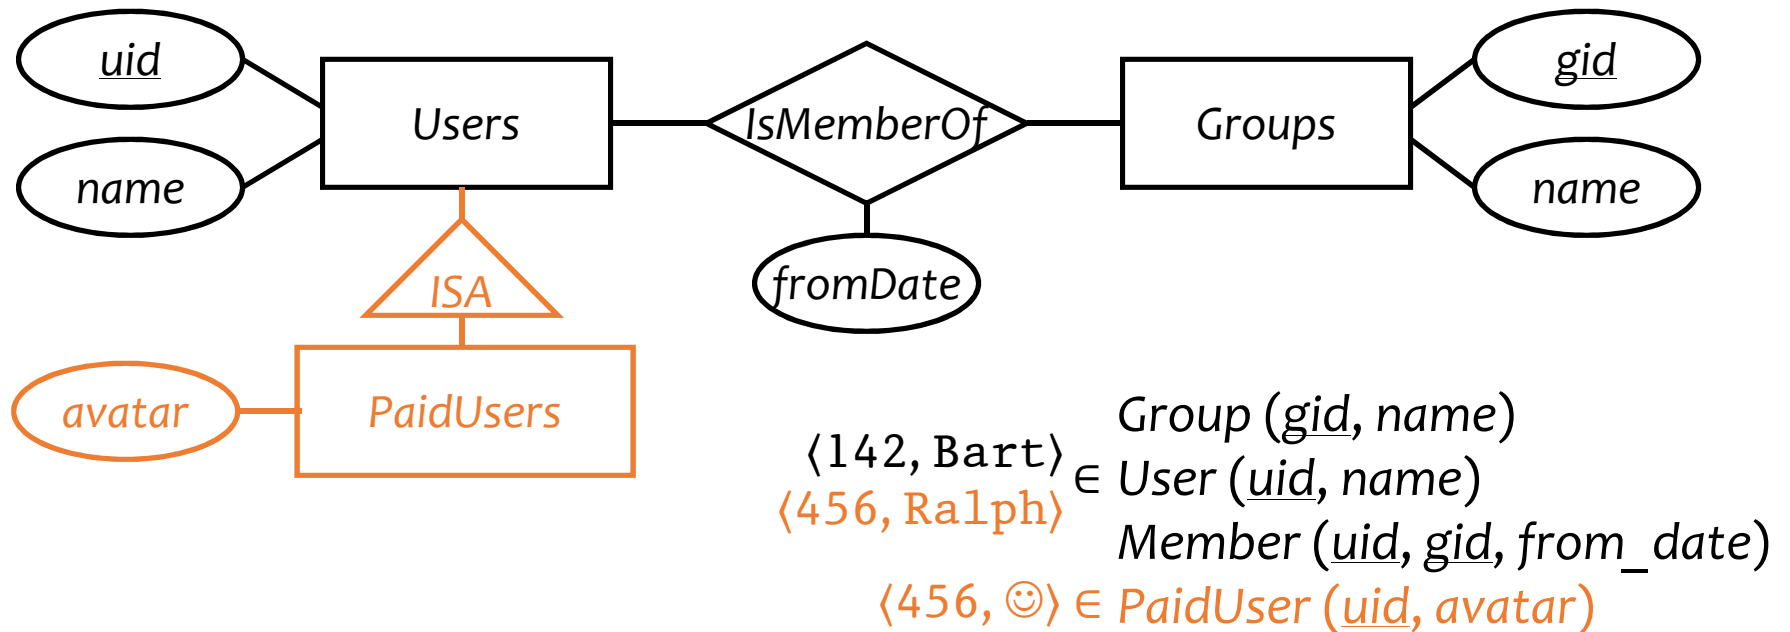 uid
name
Users
IsMemberOf
fromDate
Groups
gid
name
ISA
avatar
PaidUsers
Group (gid, name)
⟨142, Bart⟩
⟨456, Ralph⟩
∈ User (uid, name)
Member (uid, gid, from_date)
⟨456, ☺⟩ ∈ PaidUser (uid, avatar)